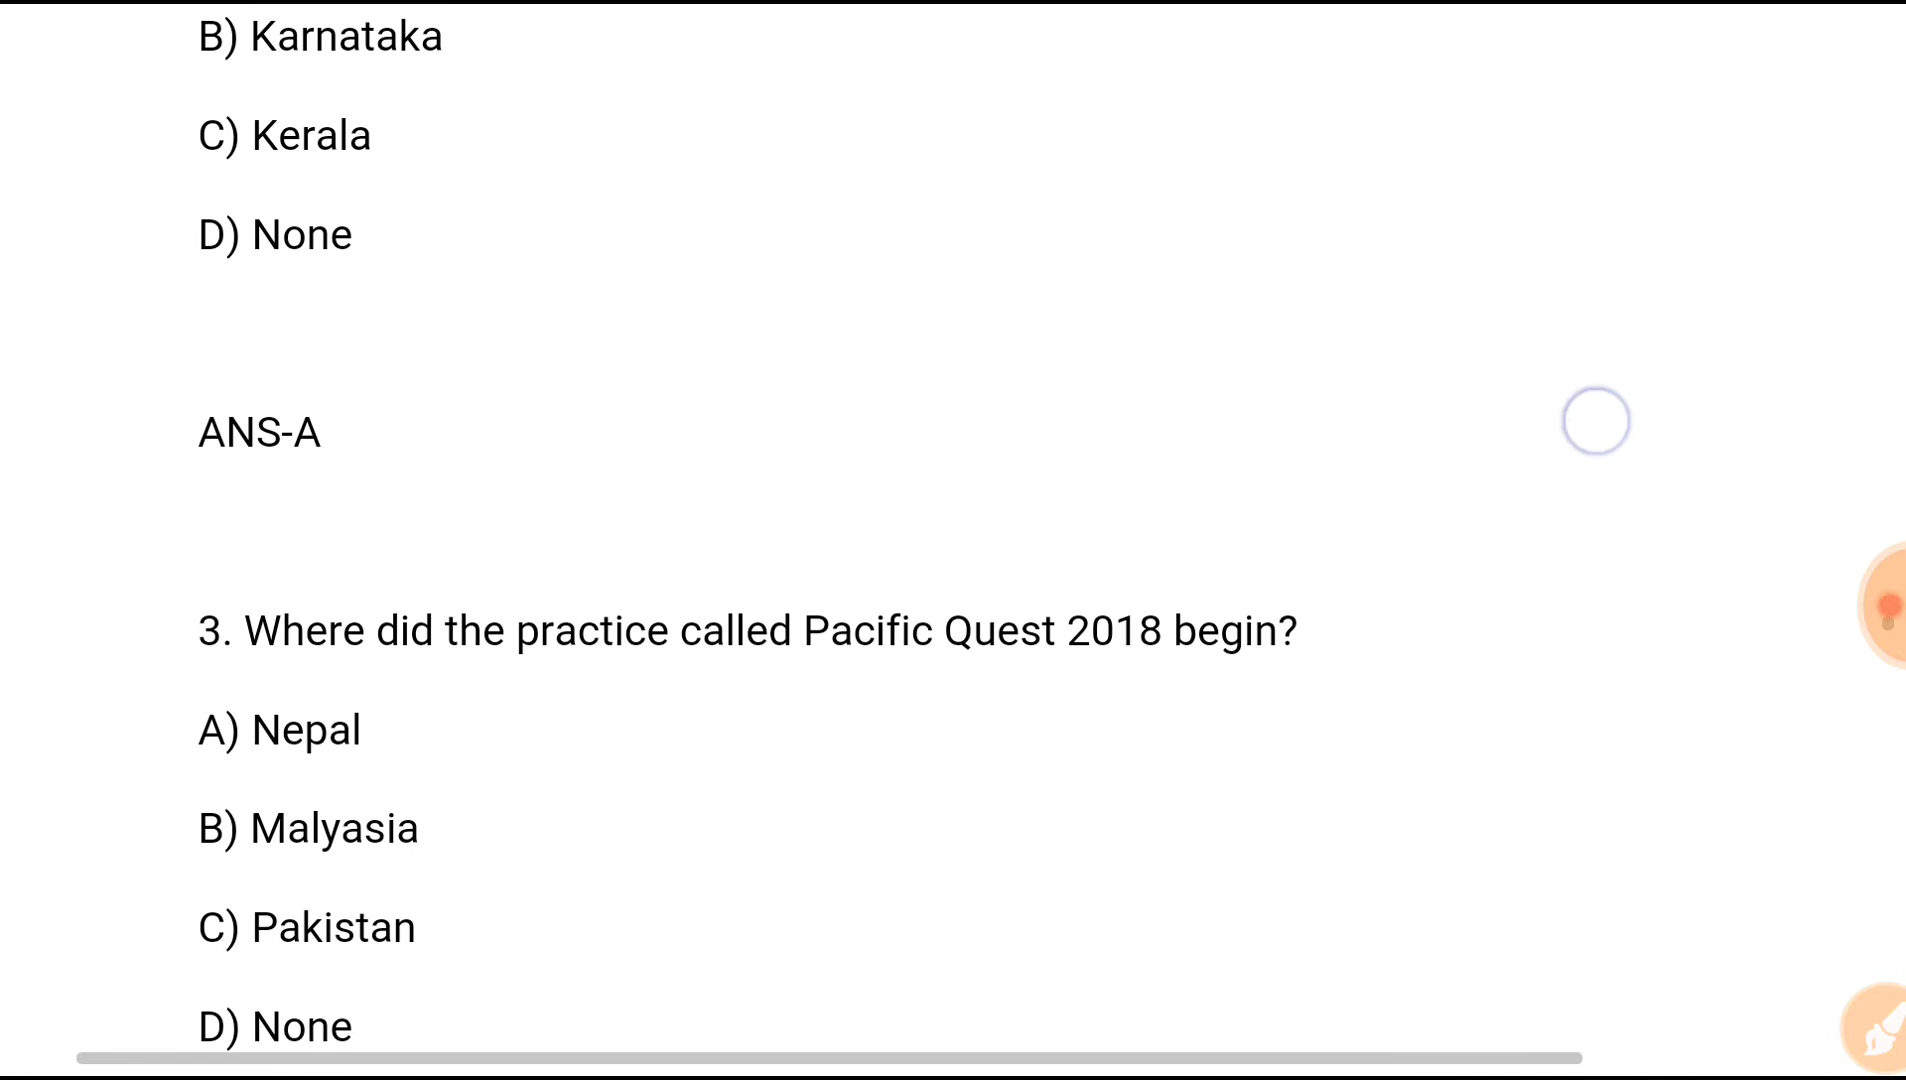 B) Karnataka
C) Kerala
D) None
ANS-A
3. Where did the practice called Pacific Quest 2018 begin?
A) Nepal
B) Malyasia
C) Pakistan
D) None